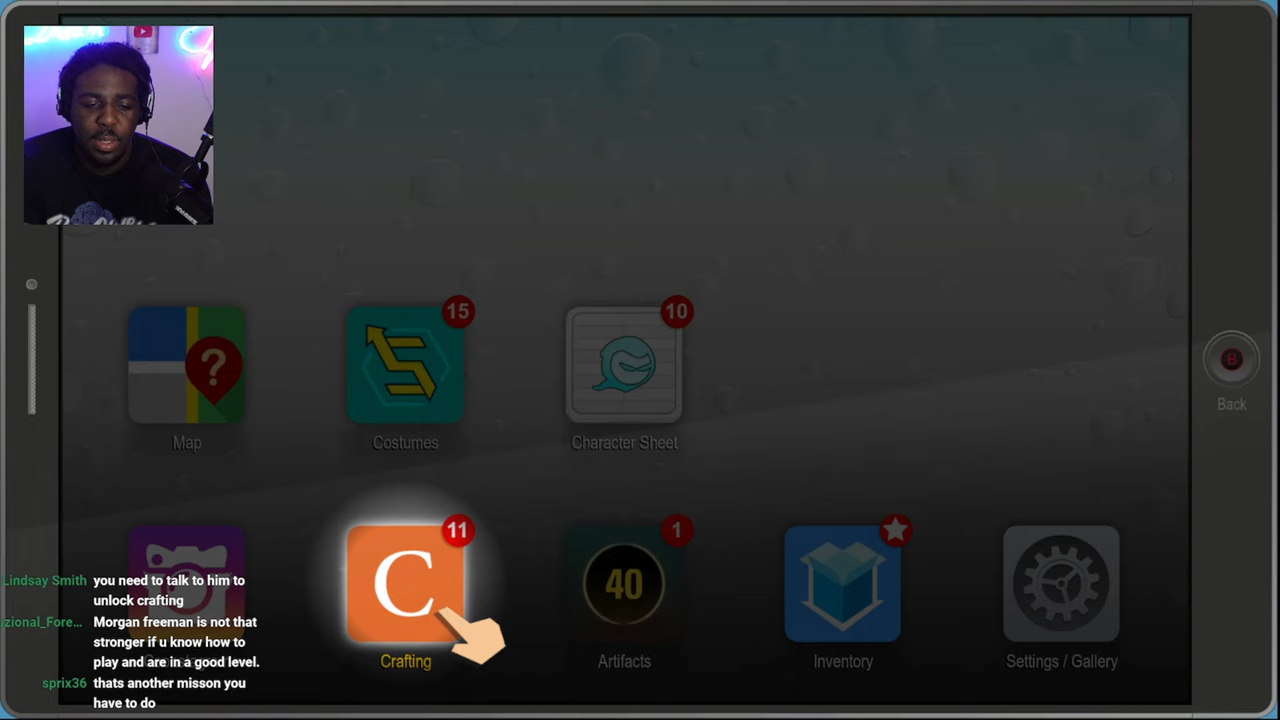 15
10
?
B
Back
Map
Costumes
Character Sheet
11
1
C
40
Crafting
Artifacts
Inventory
Settings / Gallery
Lindsay Smith you need to talk to him to
unlock crafting
zional_Fore... Morgan freeman is not that
stronger if u know how to
play and are in a good level.
sprix36 thats another misson you
have to do